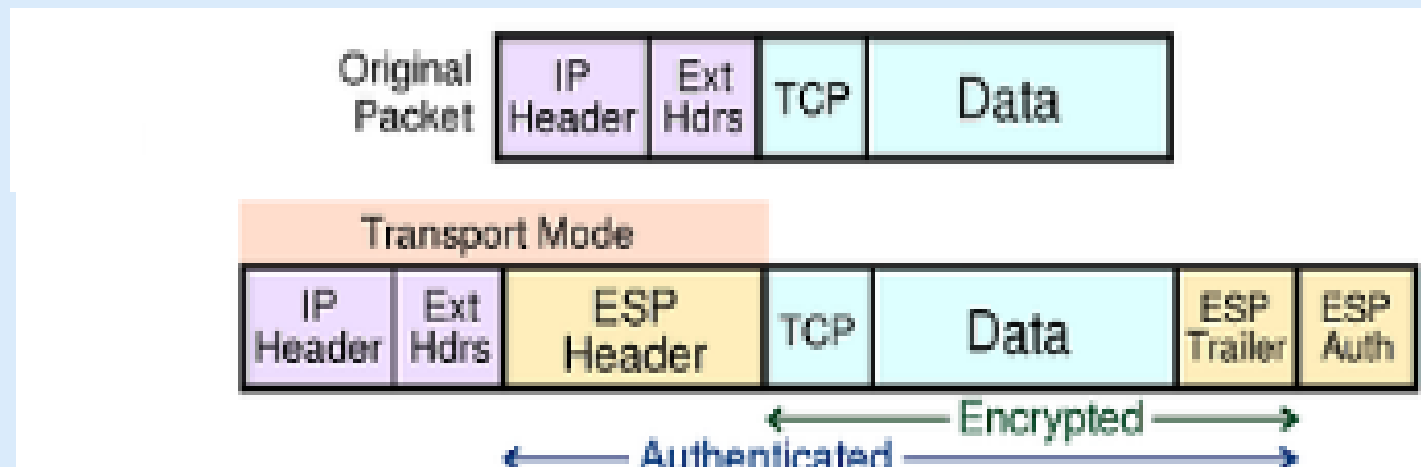 Original
Packet
IP
Header
Ext
Hdrs
TCP
Data
Transport Mode
IP
Header
Ext
Hdrs
ESP
Header
TCP
Data
ESP
Trailer
ESP
Auth
Encrypted
Authenticated